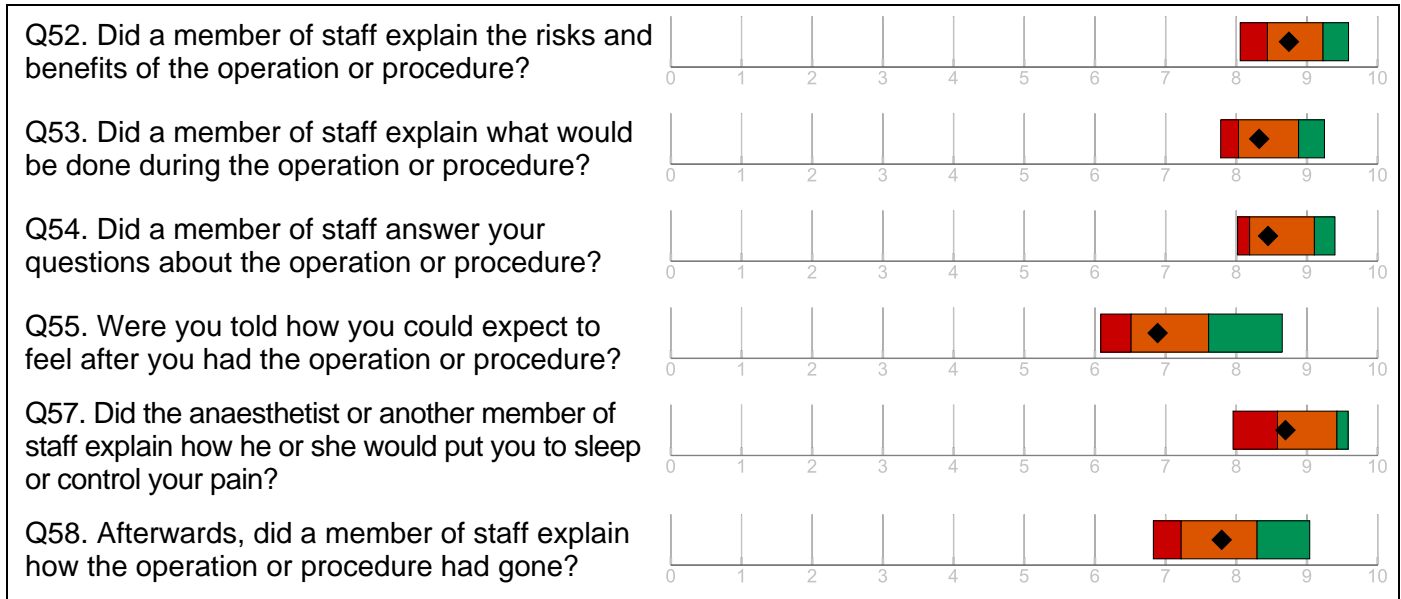 Q52. Did a member of staff explain the risks and
benefits of the operation or procedure?
0 1 2 3 4 5 6 7 8 9 10
Q53. Did a member of staff explain what would
be done during the operation or procedure?
0 1 2 3 4 5 6 7 8 9 10
Q54. Did a member of staff answer your
questions about the operation or procedure?
0 1 2 3 4 5 6 7 8 9 10
Q55. Were you told how you could expect to
feel after you had the operation or procedure?
0 1 2 3 4 5 6 7 8 9 10
Q57. Did the anaesthetist or another member of
staff explain how he or she would put you to sleep
or control your pain?
0 1 2 3 4 5 6 7 8 9 10
Q58. Afterwards, did a member of staff explain
how the operation or procedure had gone?
0 1 2 3 4 5 6 7 8 9 10